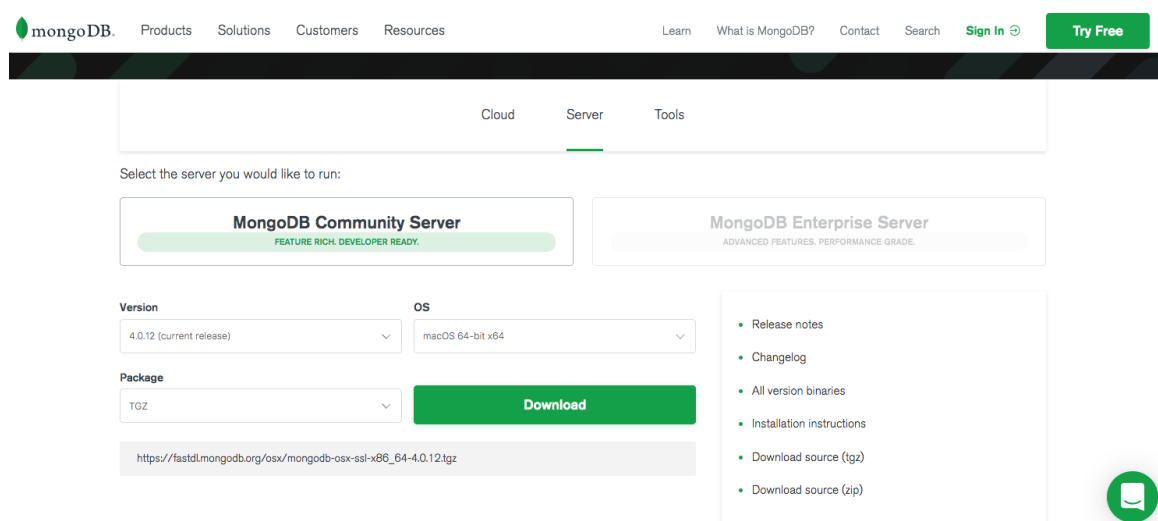 mongoDB. Products Solutions Customers Resources Learn What is MongoDB? Contact Search Sign In Try Free
Cloud Server Tools
Select the server you would like to run:
MongoDB Community Server
FEATURE RICH. DEVELOPER READY.
MongoDB Enterprise Server
ADVANCED FEATURES. PERFORMANCE GRADE.
Version
4.0.12 (current release)
OS
macOS 64-bit x64
Package
TGZ
Download
https://fastdl.mongodb.org/osx/mongodb-osx-ssl-x86_64-4.0.12.tgz
Release notes
Changelog
All version binaries
Installation instructions
Download source (tgz)
Download source (zip)